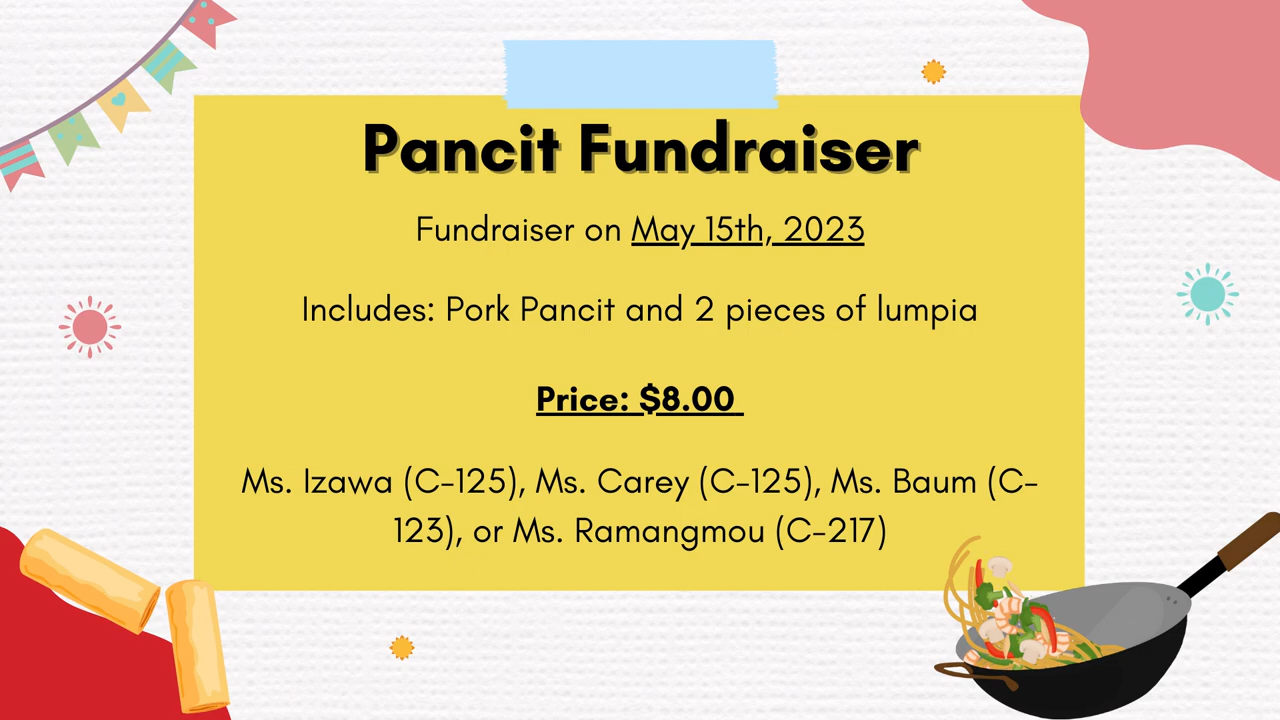 Pancit Fundraiser
Fundraiser on May 15th, 2023
Includes: Pork Pancit and 2 pieces of lumpia
Price: $8.00
Ms. Izawa (C-125), Ms. Carey (C-125), Ms. Baum (C-
123), or Ms. Ramangmou (C-217)